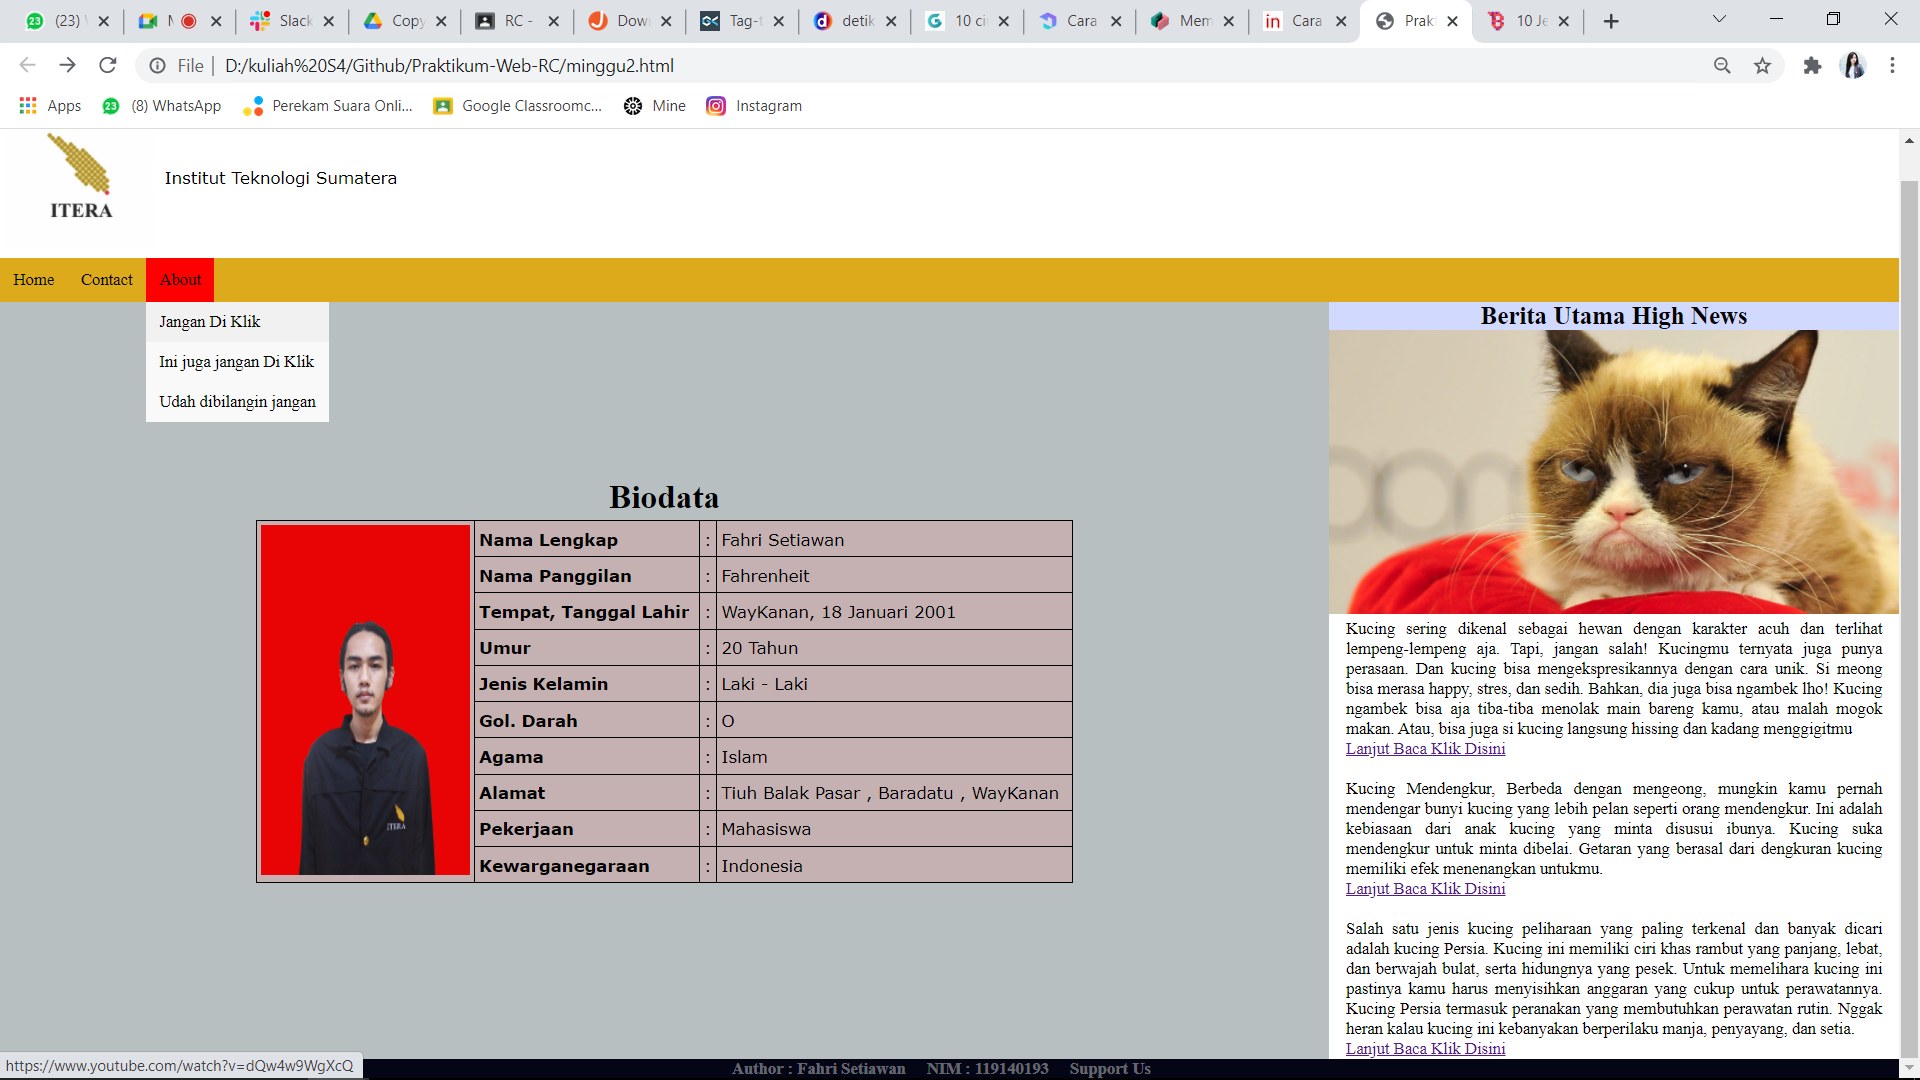 (23) W
M
Slack
Copy
RC -
Dow
Tag-t
detik
10 ci
Cara
Mem
Cara
Prak
10 Je
File | D:/kuliah%20S4/Github/Praktikum-Web-RC/minggu2.html
Apps
23
(8) WhatsApp
Perekam Suara Onli...
Google Classroomc...
Mine
Instagram
ITERA
Institut Teknologi Sumatera
Home
Contact
About
Jangan Di Klik
Ini juga jangan Di Klik
Udah dibilangin jangan
Biodata
Nama Lengkap : Fahri Setiawan
Nama Panggilan : Fahrenheit
Tempat, Tanggal Lahir : WayKanan, 18 Januari 2001
Umur : 20 Tahun
Jenis Kelamin : Laki - Laki
Gol. Darah : O
Agama : Islam
Alamat : Tiuh Balak Pasar , Baradatu , WayKanan
Pekerjaan : Mahasiswa
Kewarganegaraan : Indonesia
ITERA
Berita Utama High News
Kucing sering dikenal sebagai hewan dengan karakter acuh dan terlihat
lempeng-lempeng aja. Tapi, jangan salah! Kucingmu ternyata juga punya
perasaan. Dan kucing bisa mengekspresikannya dengan cara unik. Si meong
bisa merasa happy, stres, dan sedih. Bahkan, dia juga bisa ngambek lho! Kucing
ngambek bisa aja tiba-tiba menolak main bareng kamu, atau malah mogok
makan. Atau, bisa juga si kucing langsung hissing dan kadang menggigitmu
Lanjut Baca Klik Disini
Kucing Mendengkur, Berbeda dengan mengeong, mungkin kamu pernah
mendengar bunyi kucing yang lebih pelan seperti orang mendengkur. Ini adalah
kebiasaan dari anak kucing yang minta disusui ibunya. Kucing suka
mendengkur untuk minta dibelai. Getaran yang berasal dari dengkuran kucing
memiliki efek menenangkan untukmu.
Lanjut Baca Klik Disini
Salah satu jenis kucing peliharaan yang paling terkenal dan banyak dicari
adalah kucing Persia. Kucing ini memiliki ciri khas rambut yang panjang, lebat,
dan berwajah bulat, serta hidungnya yang pesek. Untuk memelihara kucing ini
pastinya kamu harus menyisihkan anggaran yang cukup untuk perawatannya.
Kucing Persia termasuk peranakan yang membutuhkan perawatan rutin. Nggak
heran kalau kucing ini kebanyakan berperilaku manja, penyayang, dan setia.
Lanjut Baca Klik Disini
https://www.youtube.com/watch?v=dQw4w9WgXcQ
Author : Fahri Setiawan NIM : 119140193 Support Us